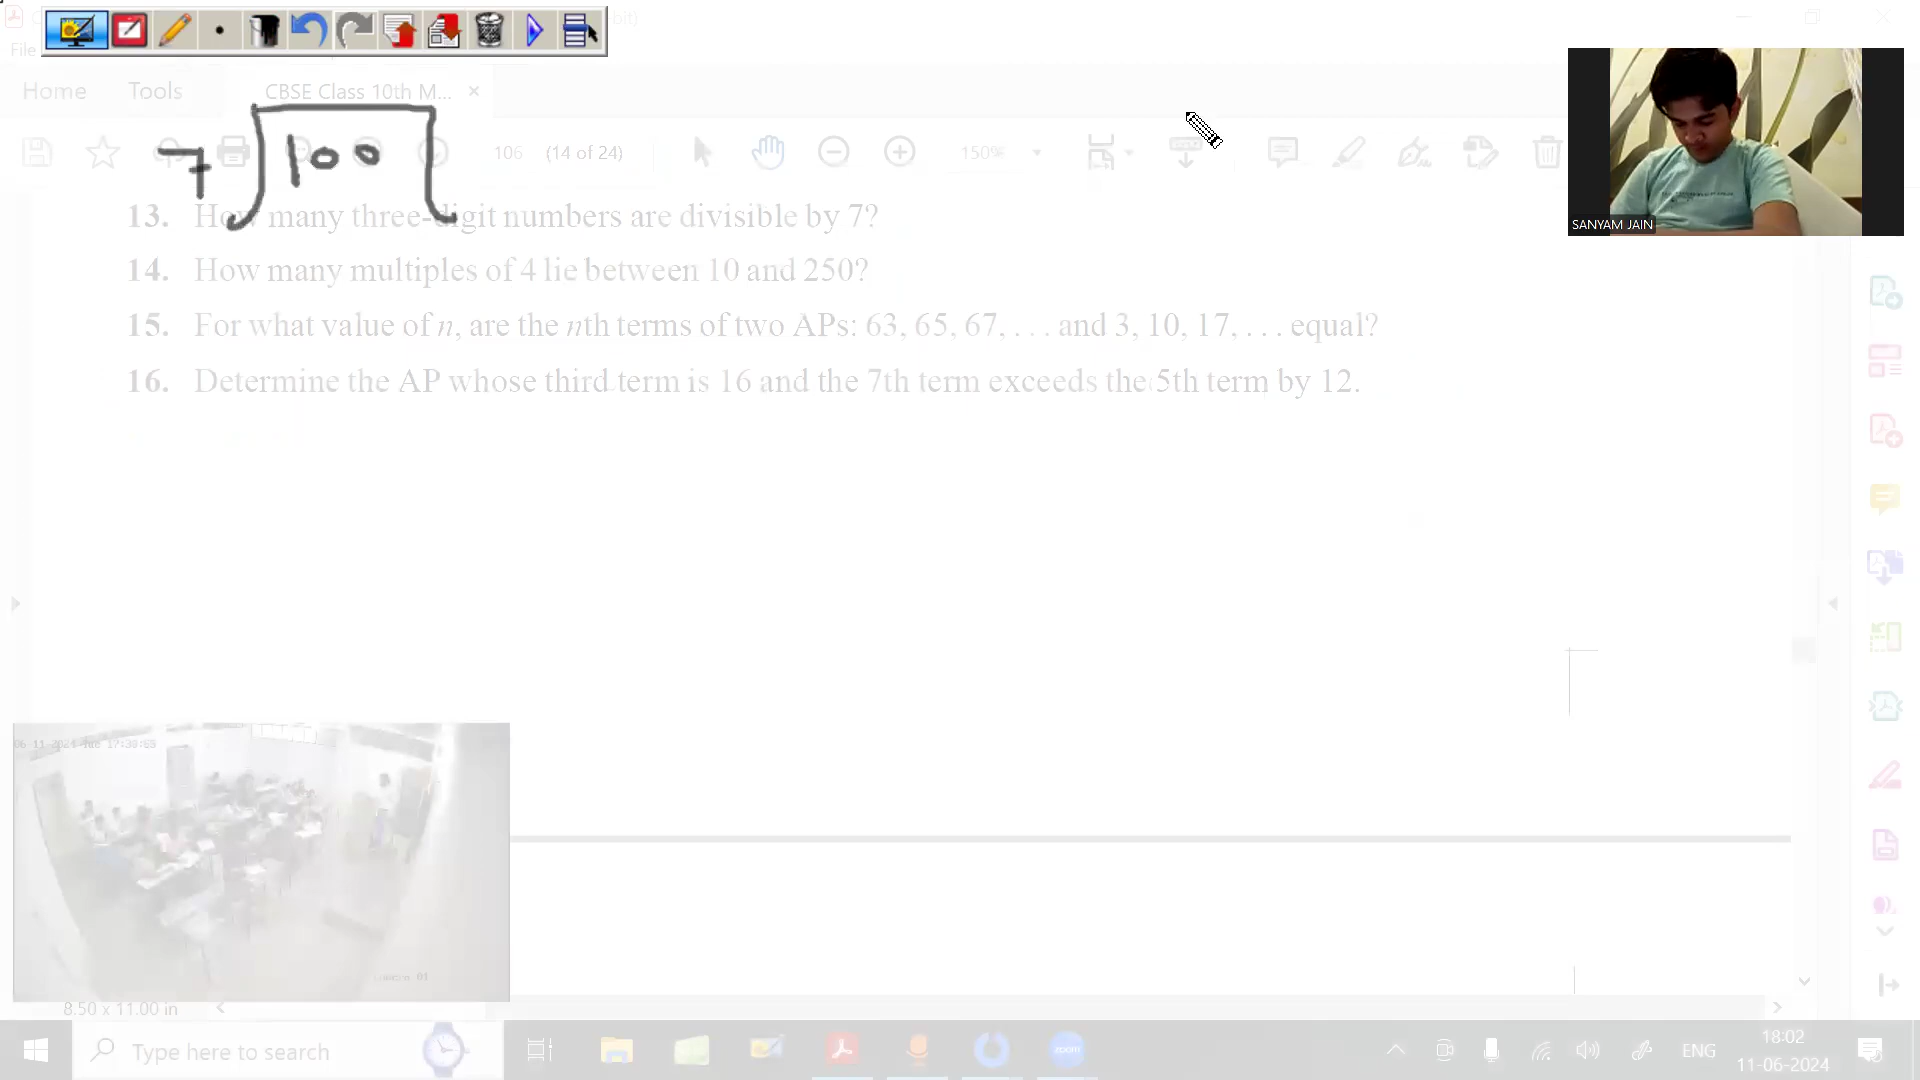 File
Home Tools CBSE Class 10th M... ×
7 100
106 (14 of 24) 150%
SANYAM JAIN
13. How many three-digit numbers are divisible by 7?
14. How many multiples of 4 lie between 10 and 250?
15. For what value of n, are the nth terms of two APs: 63, 65, 67, . . . and 3, 10, 17, . . . equal?
16. Determine the AP whose third term is 16 and the 7th term exceeds the 5th term by 12.
8.50 x 11.00 in
Type here to search
zoom
ENG
18:02
11-06-2024